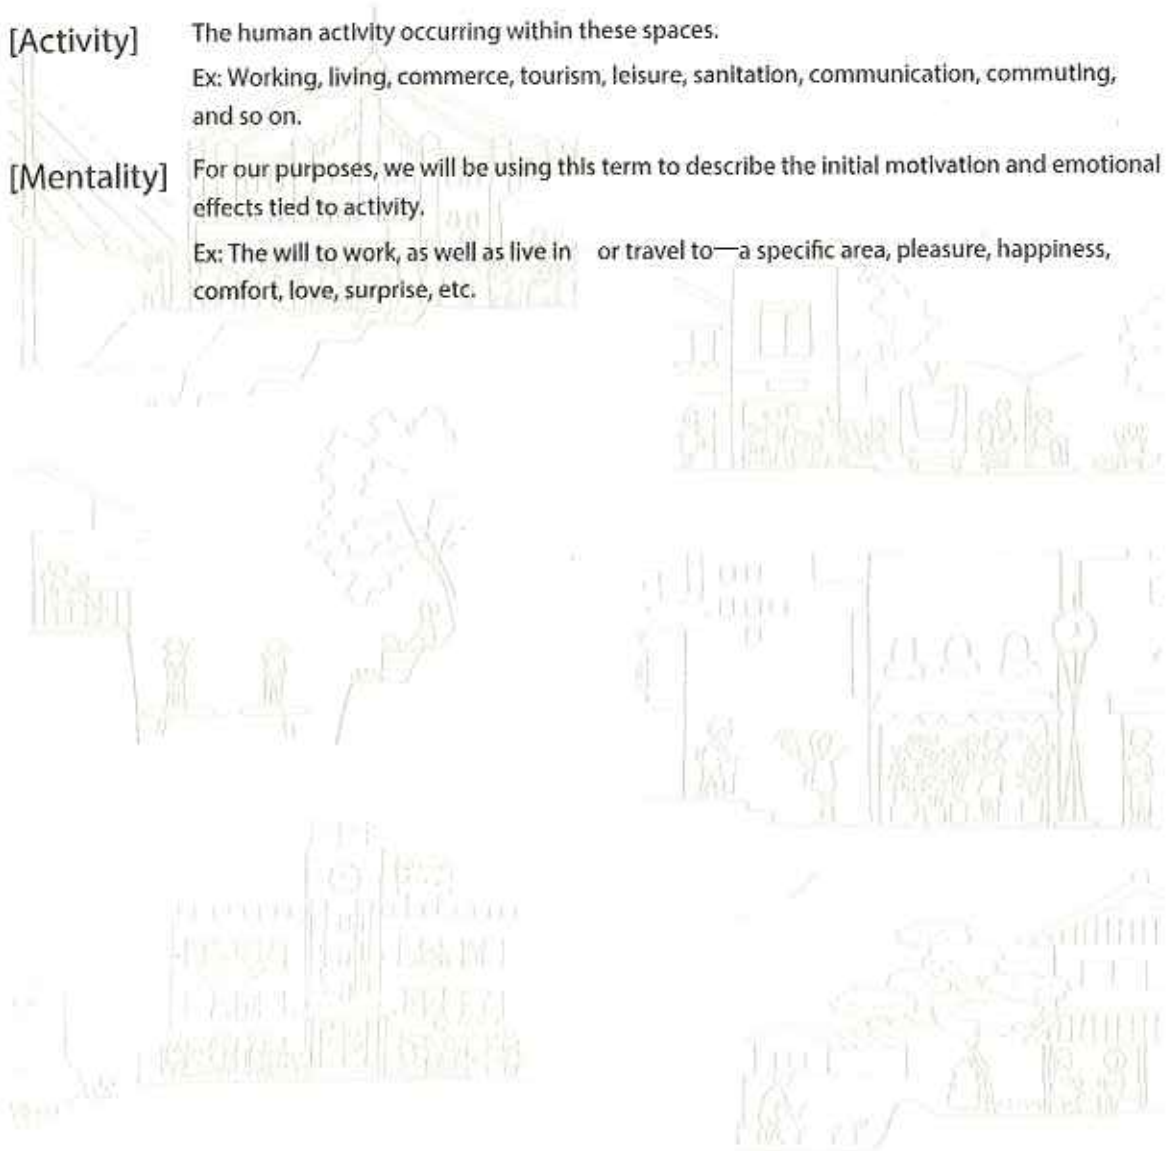 [Activity] The human activity occurring within these spaces.
Ex: Working, living, commerce, tourism, leisure, sanitation, communication, commuting,
and so on.
[Mentality] For our purposes, we will be using this term to describe the initial motivation and emotional
effects tied to activity.
Ex: The will to work, as well as live in or travel to—a specific area, pleasure, happiness,
comfort, love, surprise, etc.